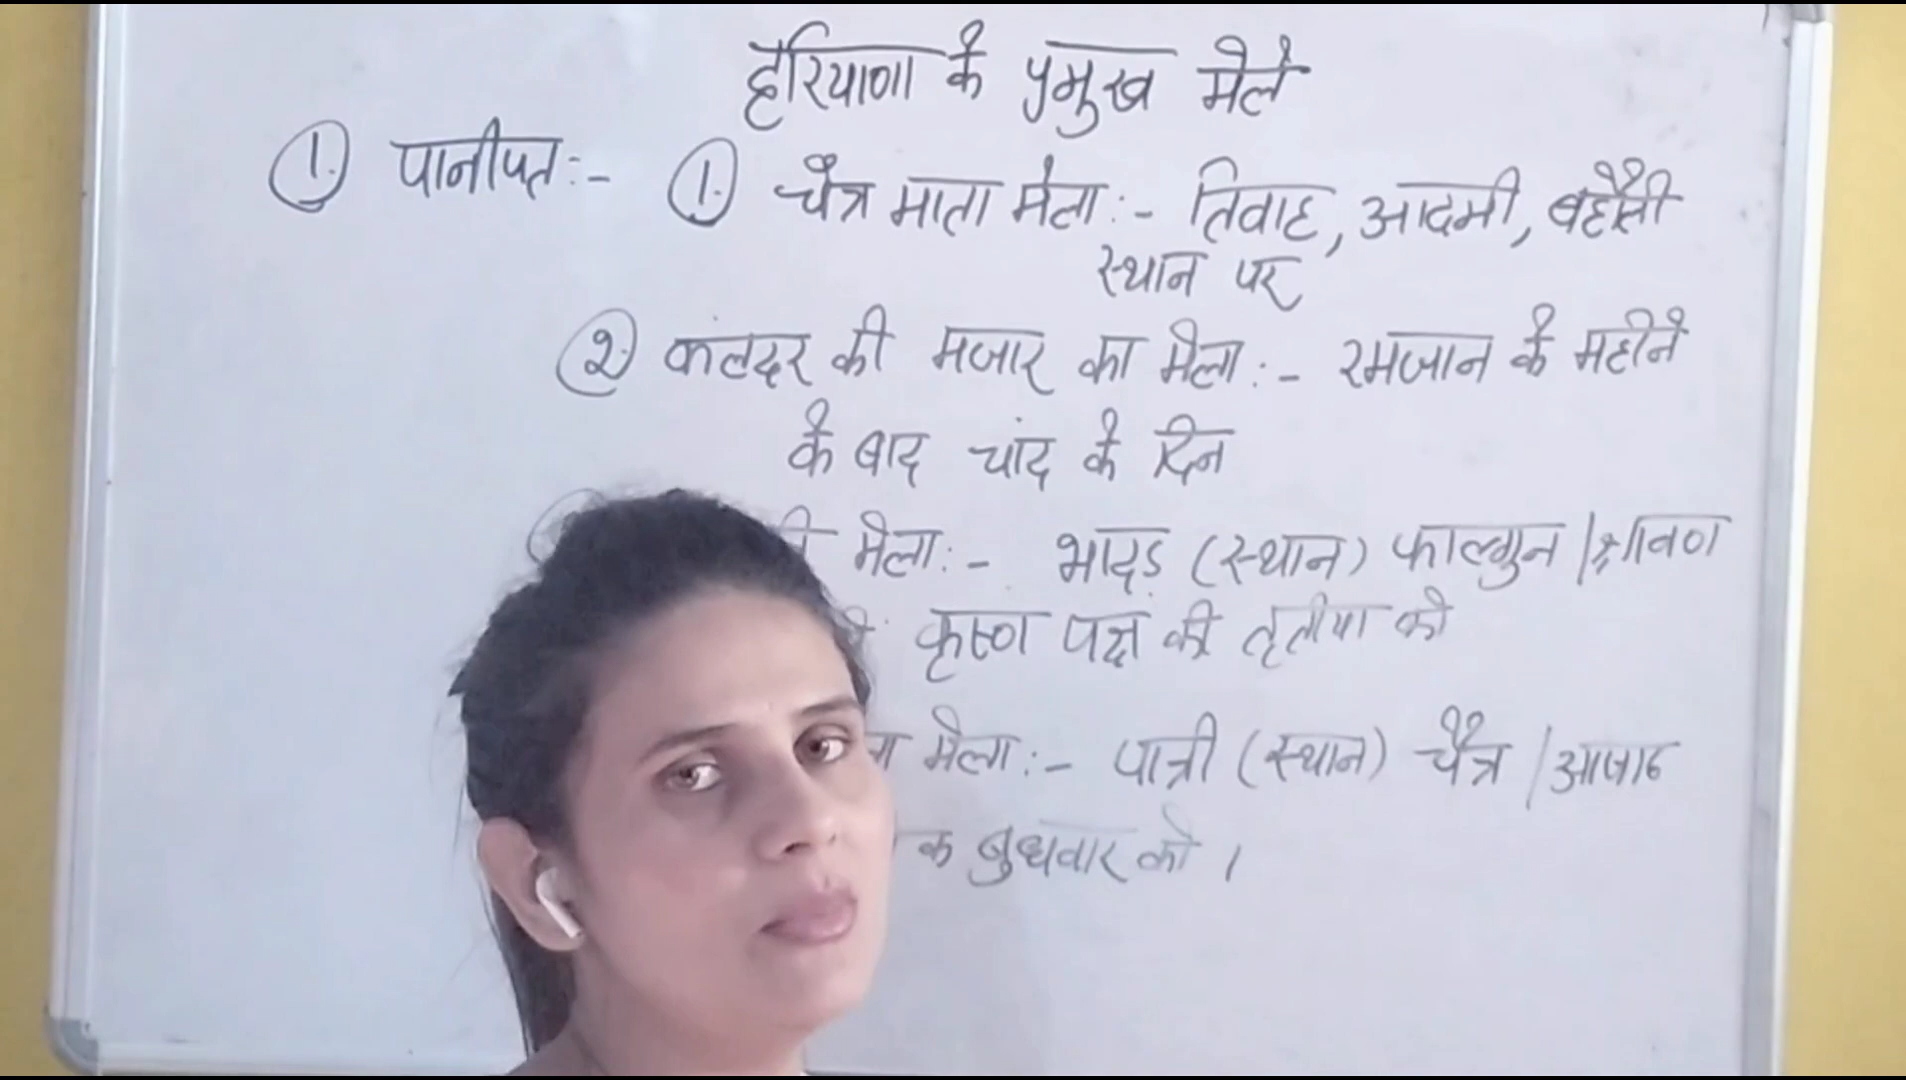 हरियाणा के प्रमुख मेले
1. पानीपत:- 1. चैत्र माता मेला:- तिवाह, आदमी, बहौली
स्थान पर
2. कलंदर की मजार का मेला:- रमजान के महीने
के बाद चांद के दिन
मेला:- भादड़ (स्थान) फाल्गुन / श्रावण
कृष्ण पक्ष की तृतीया को
मेला:- पात्री (स्थान) चैत्र / आषाढ
के बुधवार को।